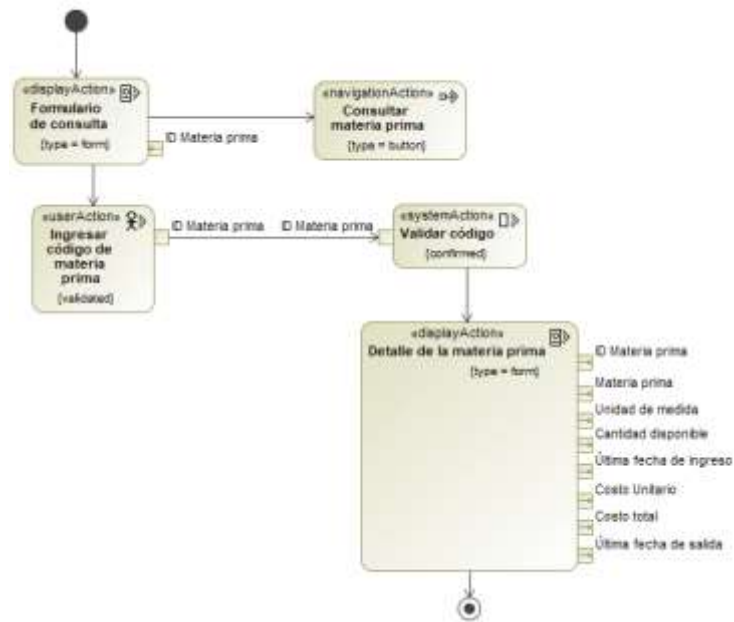 «displayAction»
Formulario
de consulta
{type = form}
ID Materia prima
«navigationAction»
Consultar
materia prima
{type = button}
«userAction»
Ingresar
código de
materia
prima
{validated}
ID Materia prima
ID Materia prima
«systemAction»
Validar código
{confirmed}
«displayAction»
Detalle de la materia prima
{type = form}
ID Materia prima
Materia prima
Unidad de medida
Cantidad disponible
Última fecha de ingreso
Costo Unitario
Costo total
Última fecha de salida